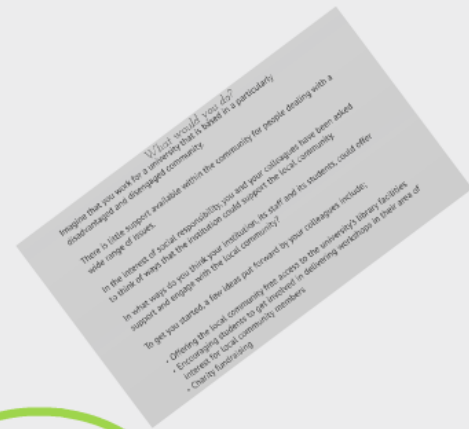 What would you do?
Imagine that you work for a university that is based in a particularly
disadvantaged and disengaged community.
There is little support available within the community for people dealing with a
wide range of issues.
In the interest of social responsibility, you and your colleagues have been asked
to think of ways that the institution could support the local community.
In what ways do you think your institution, its staff and its students, could offer
support and engage with the local community?
To get you started, a few ideas put forward by your colleagues include;
• Offering the local community free access to the university's library facilities
• Encouraging students to get involved in delivering workshops in their area of
interest for local community members
• Charity fundraising